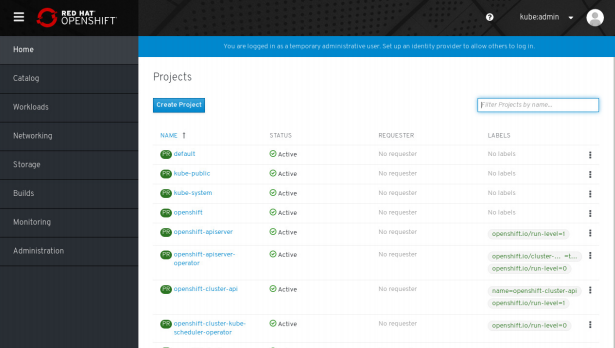 RED HAT
OPENSHIFT
kube:admin
You are logged in as a temporary administrative user. Set up an identity provider to allow others to log in.
Home
Catalog
Workloads
Networking
Storage
Builds
Monitoring
Administration
Projects
Create Project
Filter Projects by name...
NAME STATUS REQUESTER LABELS
PR default Active No requester No labels
PR kube-public Active No requester No labels
PR kube-system Active No requester No labels
PR openshift Active No requester No labels
PR openshift-apiserver Active No requester openshift.io/run-level=1
PR openshift-apiserver- Active No requester openshift.io/cluster-... =t...
operator openshift.io/run-level=0
PR openshift-cluster-api Active No requester name=openshift-cluster-api
openshift.io/run-level=1
PR openshift-cluster-kube- Active No requester openshift.io/run-level=0
scheduler-operator